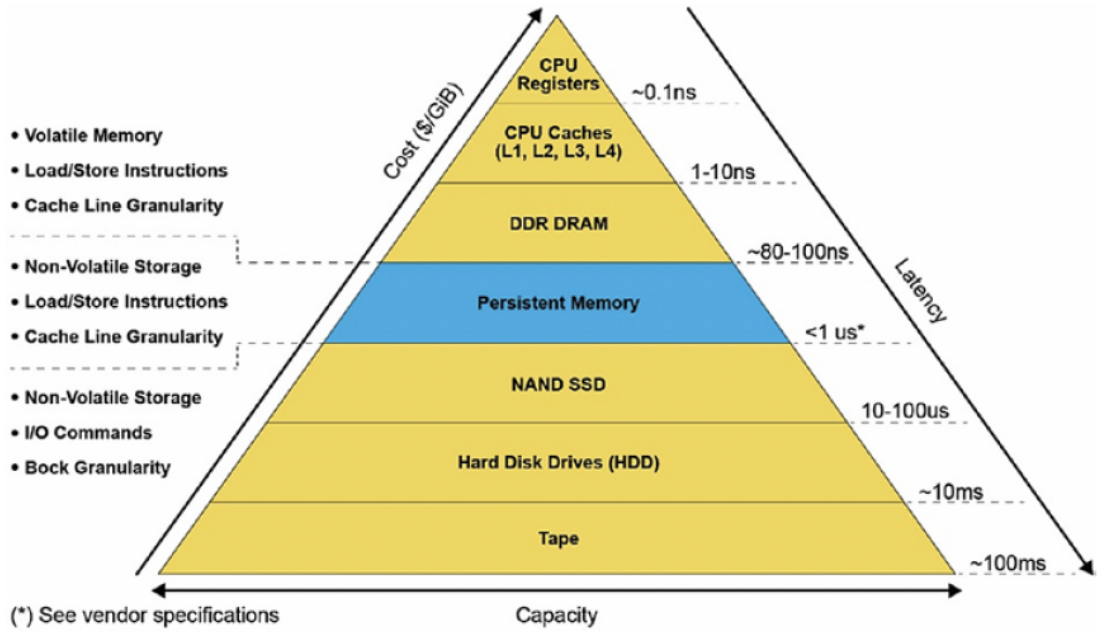 CPU
Registers
~0.1ns
Cost ($/GiB)
CPU Caches
(L1, L2, L3, L4)
1-10ns
• Volatile Memory
• Load/Store Instructions
• Cache Line Granularity
DDR DRAM
~80-100ns
Latency
• Non-Volatile Storage
• Load/Store Instructions
• Cache Line Granularity
Persistent Memory
<1 us*
NAND SSD
10-100us
• Non-Volatile Storage
• I/O Commands
• Bock Granularity
Hard Disk Drives (HDD)
~10ms
Tape
~100ms
(*) See vendor specifications
Capacity